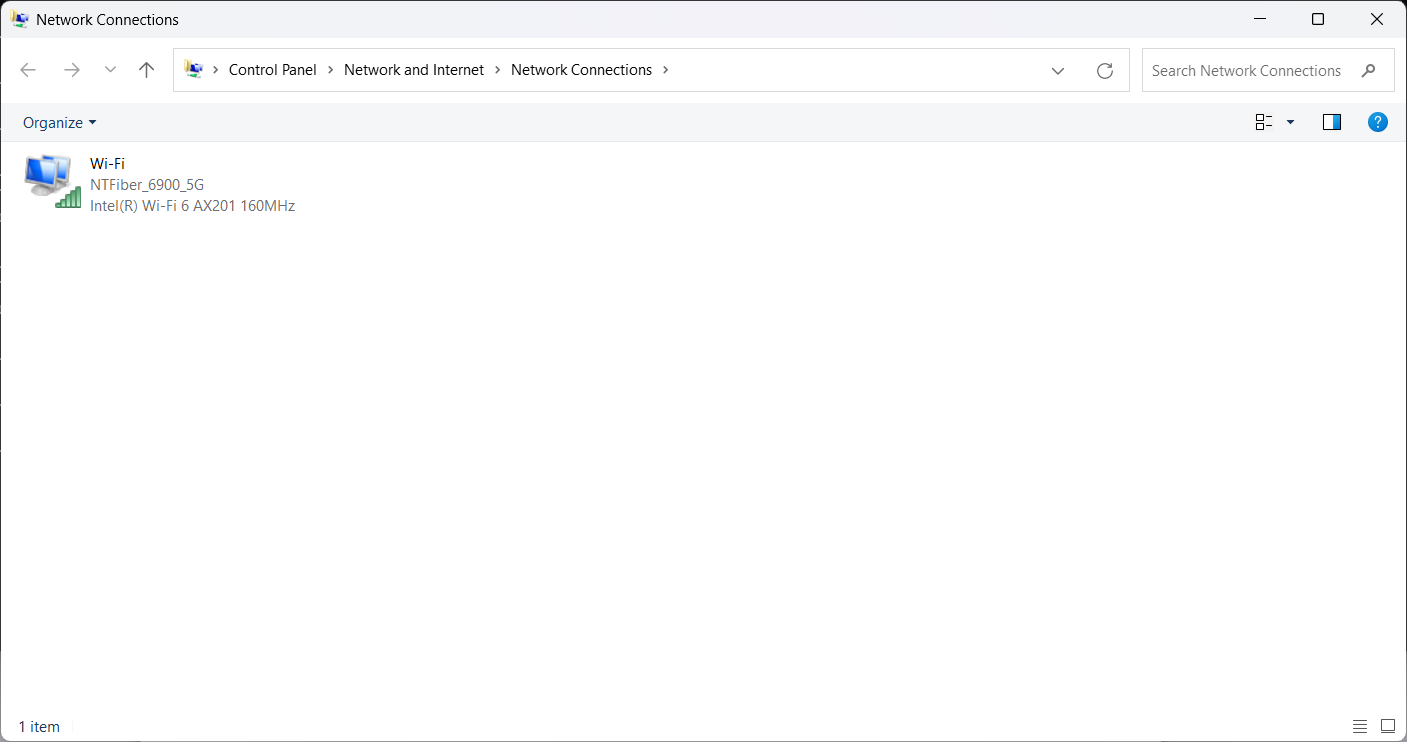 Network Connections
Control Panel > Network and Internet > Network Connections >
Search Network Connections
Organize
Wi-Fi
NTFiber_6900_5G
Intel(R) Wi-Fi 6 AX201 160MHz
1 item